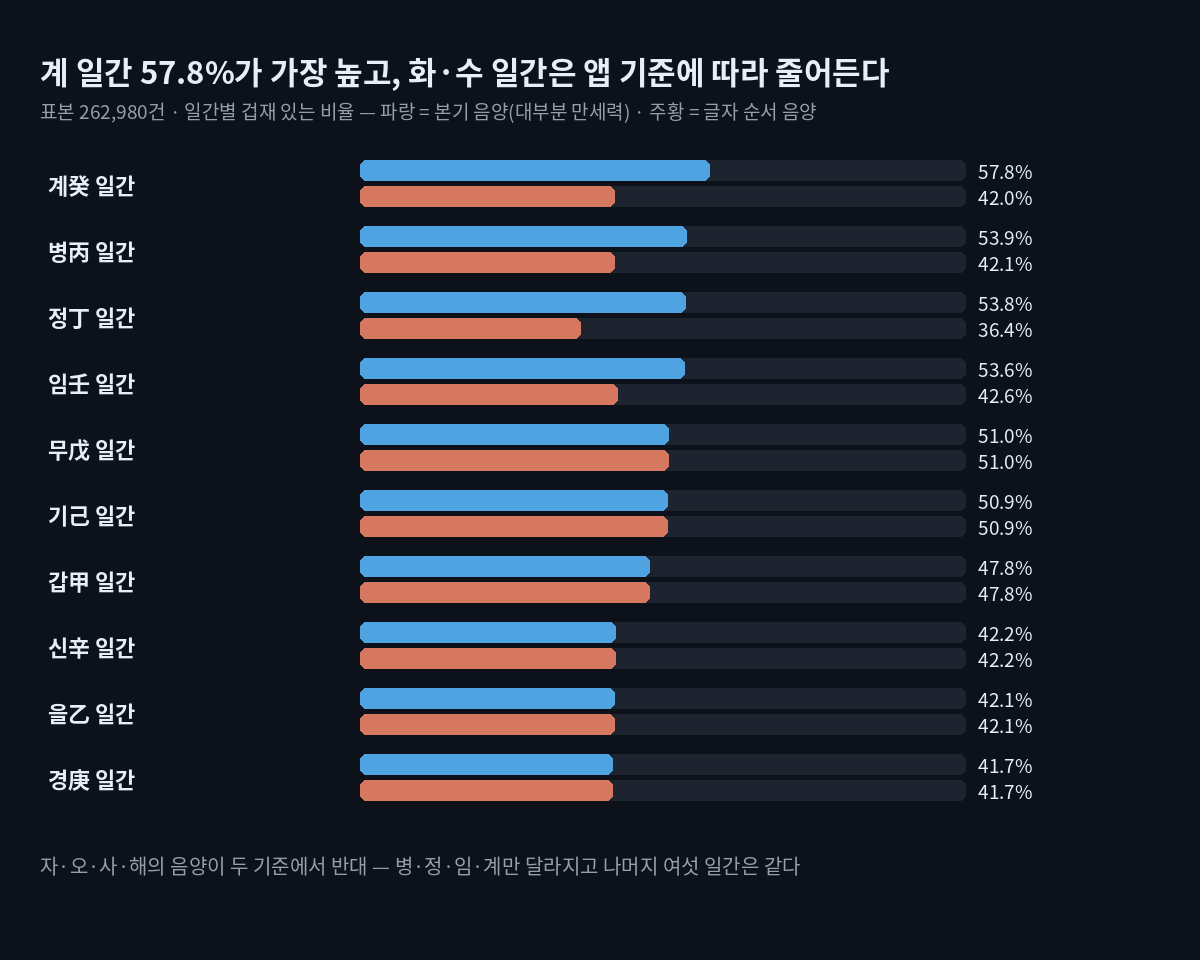 계 일간 57.8%가 가장 높고, 화·수 일간은 앱 기준에 따라 줄어든다
표본 262,980건 · 일간별 겁재 있는 비율 — 파랑 = 본기 음양(대부분 만세력) · 주황 = 글자 순서 음양
계癸 일간
57.8%
42.0%
병丙 일간
53.9%
42.1%
정丁 일간
53.8%
36.4%
임壬 일간
53.6%
42.6%
무戊 일간
51.0%
51.0%
기己 일간
50.9%
50.9%
갑甲 일간
47.8%
47.8%
신辛 일간
42.2%
42.2%
을乙 일간
42.1%
42.1%
경庚 일간
41.7%
41.7%
자·오·사·해의 음양이 두 기준에서 반대 — 병·정·임·계만 달라지고 나머지 여섯 일간은 같다